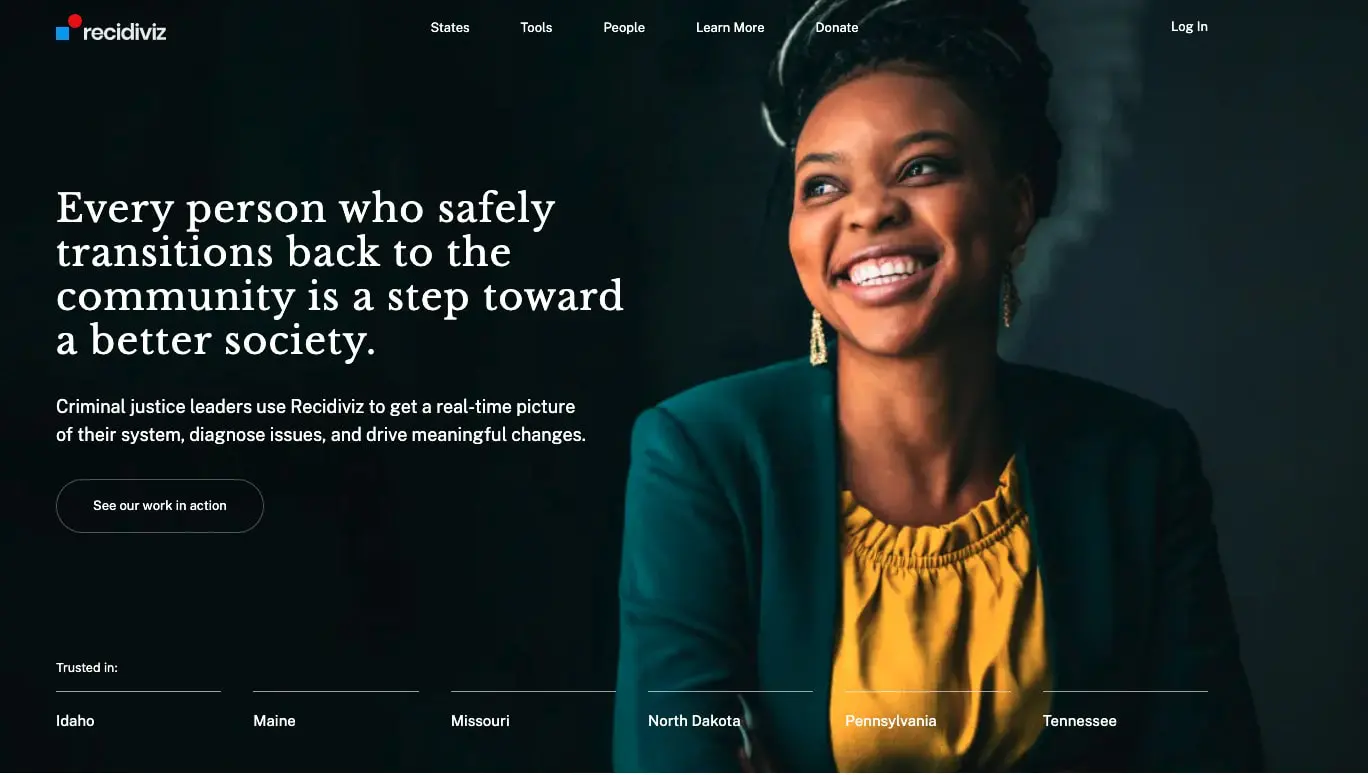 recidiviz
States
Tools
People
Learn More
Donate
Log In
Every person who safely
transitions back to the
community is a step toward
a better society.
Criminal justice leaders use Recidiviz to get a real-time picture
of their system, diagnose issues, and drive meaningful changes.
See our work in action
Trusted in:
Idaho
Maine
Missouri
North Dakota
Pennsylvania
Tennessee